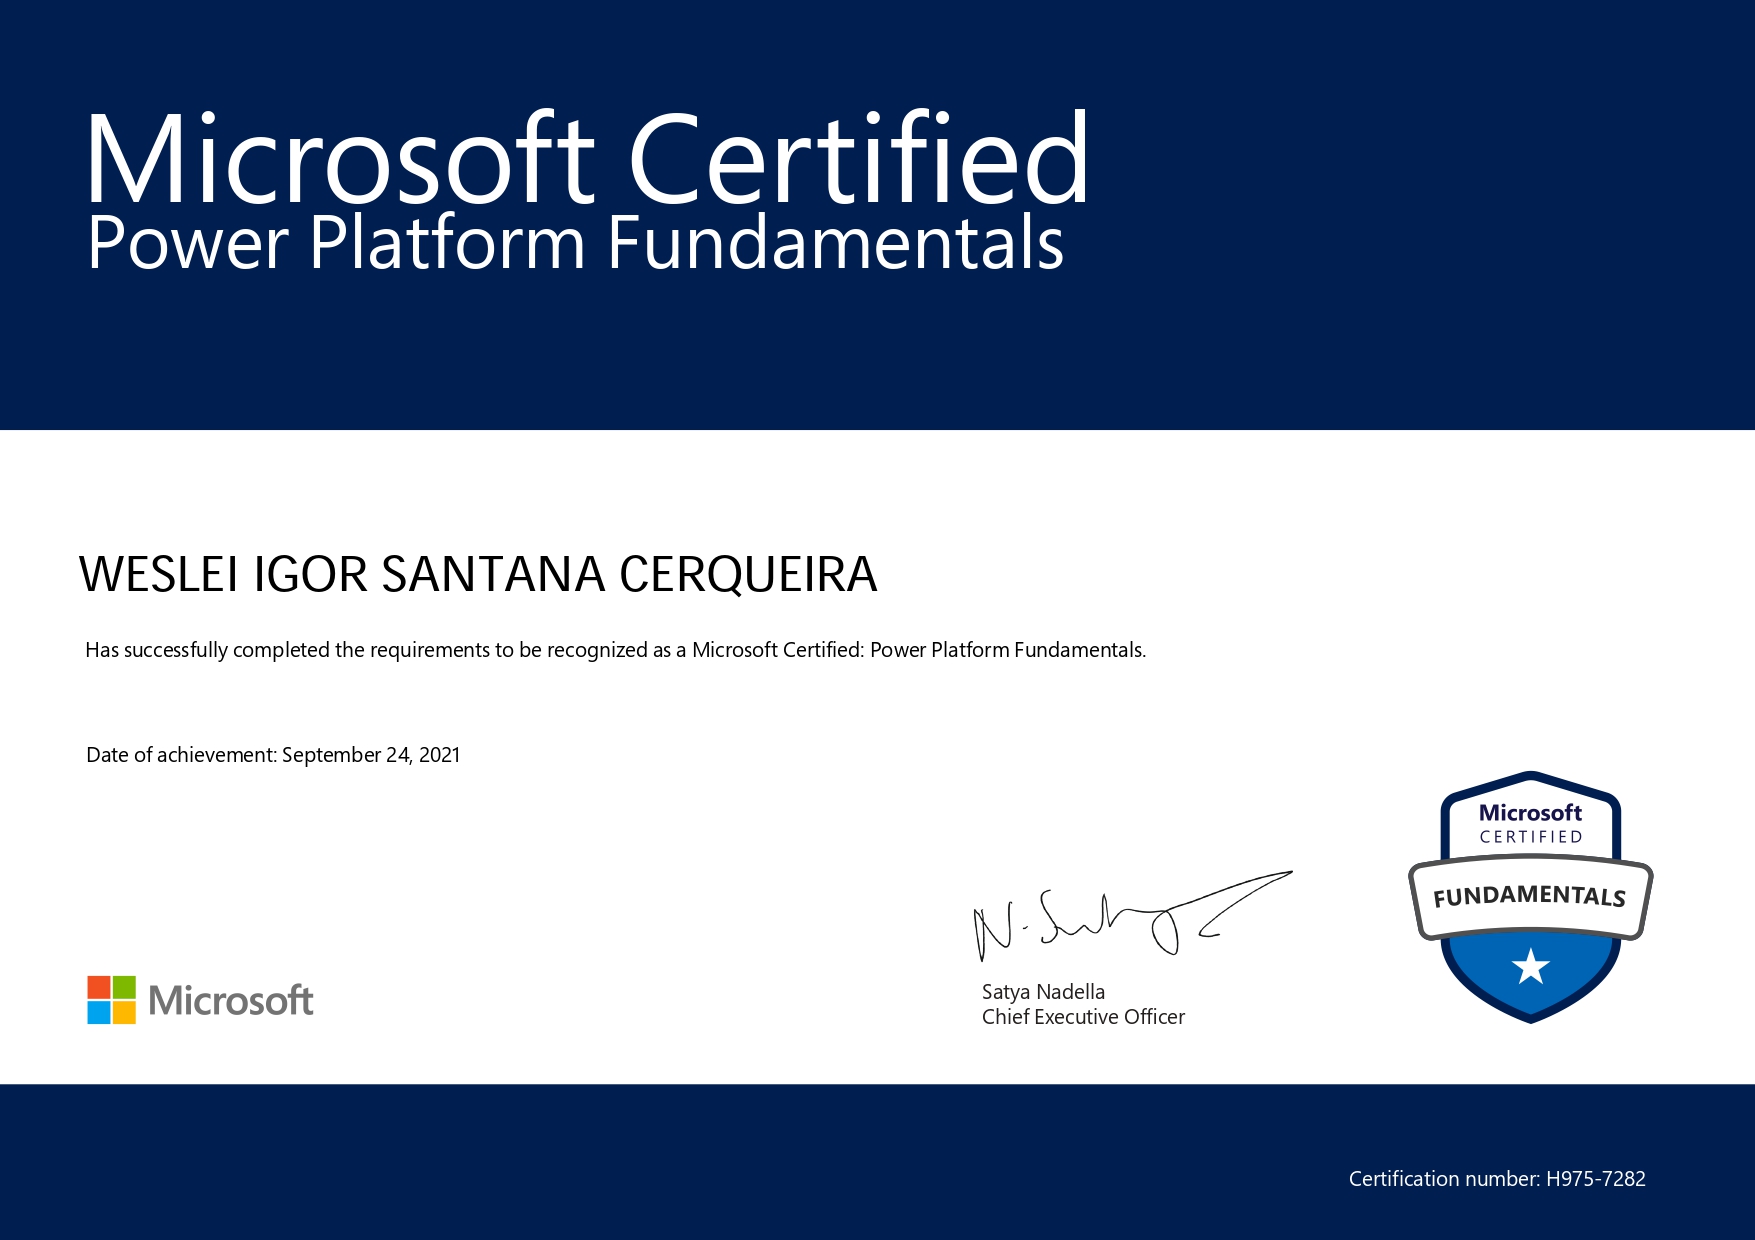 Microsoft Certified
Power Platform Fundamentals
WESLEI IGOR SANTANA CERQUEIRA
Has successfully completed the requirements to be recognized as a Microsoft Certified: Power Platform Fundamentals.
Date of achievement: September 24, 2021
Microsoft
CERTIFIED
FUNDAMENTALS
Microsoft
Satya Nadella
Chief Executive Officer
Certification number: H975-7282